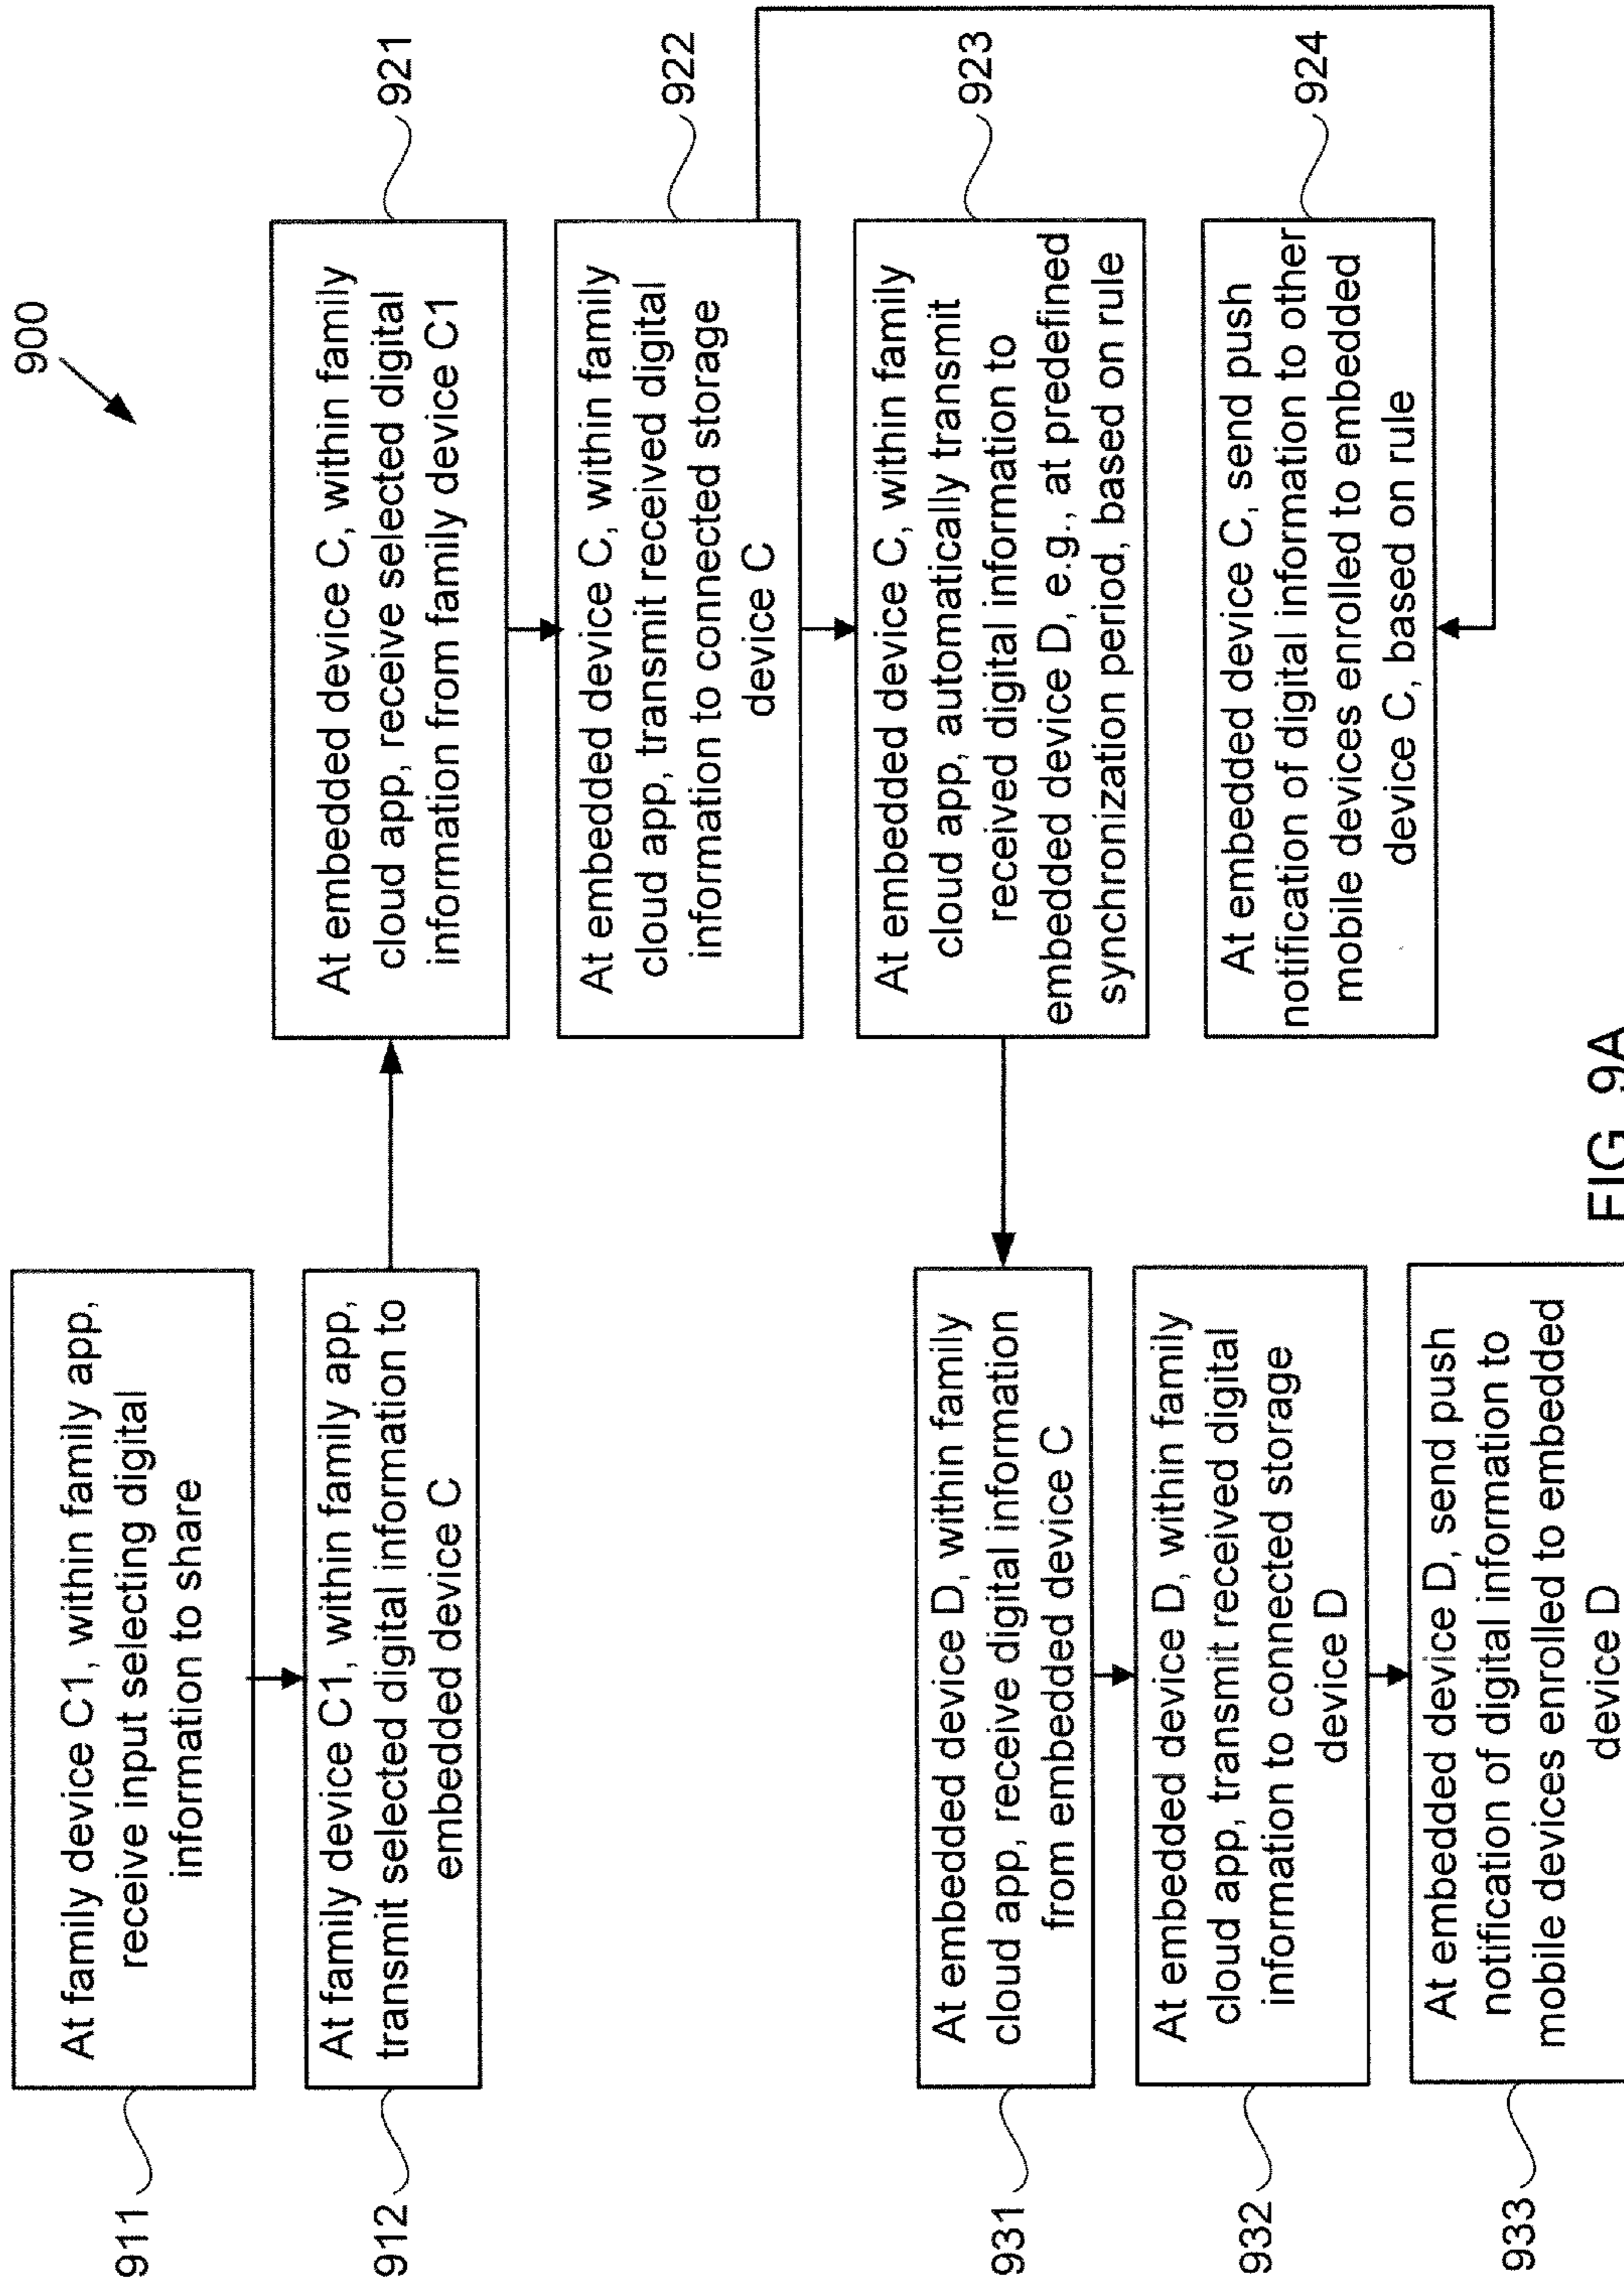 900
911
At family device C1, within family app,
receive input selecting digital
information to share
912
At family device C1, within family app,
transmit selected digital information to
embedded device C
921
At embedded device C, within family
cloud app, receive selected digital
information from family device C1
922
At embedded device C, within family
cloud app, transmit received digital
information to connected storage
device C
923
At embedded device C, within family
cloud app, automatically transmit
received digital information to
embedded device D, e.g., at predefined
synchronization period, based on rule
924
At embedded device C, send push
notification of digital information to other
mobile devices enrolled to embedded
device C, based on rule
931
At embedded device D, within family
cloud app, receive digital information
from embedded device C
932
At embedded device D, within family
cloud app, transmit received digital
information to connected storage
device D
933
At embedded device D, send push
notification of digital information to
mobile devices enrolled to embedded
device D
FIG. 9A